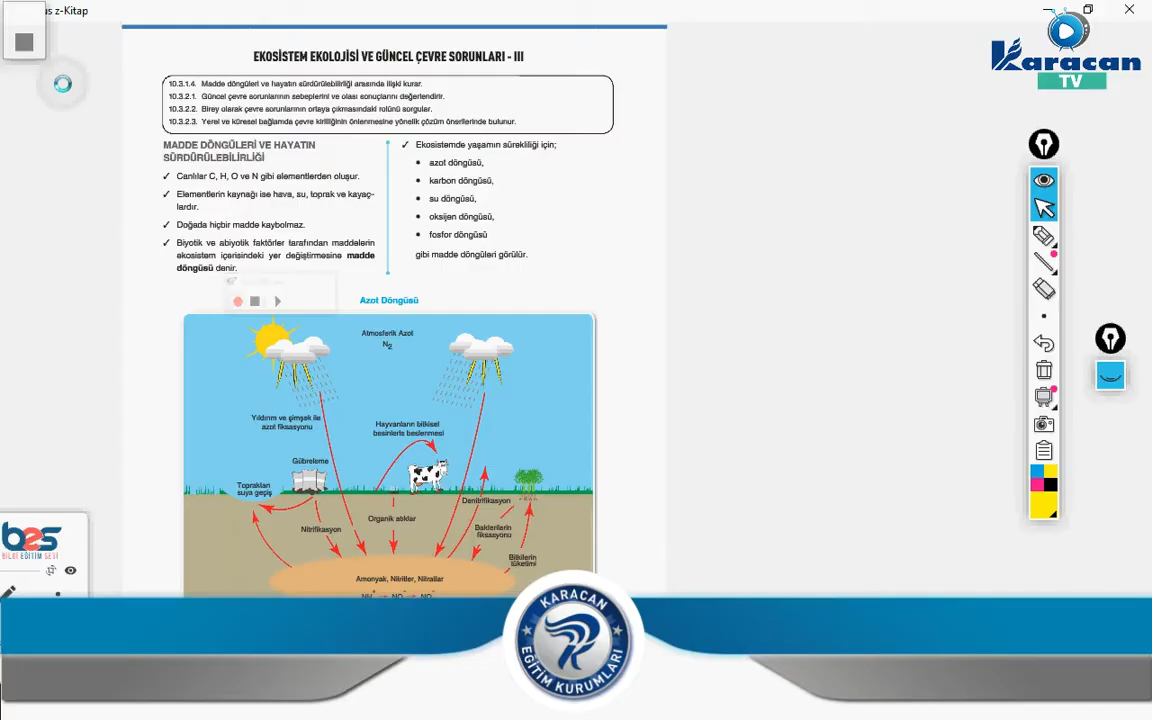 us z-Kitap
Karacan
TV
EKOSİSTEM EKOLOJİSİ VE GÜNCEL ÇEVRE SORUNLARI - III
10.3.1.4. Madde döngüleri ve hayatın sürdürülebilirliği arasında ilişki kurar.
10.3.2.1. Güncel çevre sorunlarının sebeplerini ve olası sonuçlarını değerlendirir.
10.3.2.2. Birey olarak çevre sorunlarının ortaya çıkmasındaki rolünü sorgular.
10.3.2.3. Yerel ve küresel bağlamda çevre kirliliğinin önlenmesine yönelik çözüm önerilerinde bulunur.
MADDE DÖNGÜLERİ VE HAYATIN
SÜRDÜRÜLEBİLİRLİĞİ
✓ Canlılar C, H, O ve N gibi elementlerden oluşur.
✓ Elementlerin kaynağı ise hava, su, toprak ve kayaç-
lardır.
✓ Doğada hiçbir madde kaybolmaz.
✓ Biyotik ve abiyotik faktörler tarafından maddelerin
ekosistem içerisindeki yer değiştirmesine madde
döngüsü denir.
✓ Ekosistemde yaşamın sürekliliği için;
• azot döngüsü,
• karbon döngüsü,
• su döngüsü,
• oksijen döngüsü,
• fosfor döngüsü
gibi madde döngüleri görülür.
Azot Döngüsü
Atmosferik Azot
N2
Yıldırım ve şimşek ile
azot fiksasyonu
Hayvanların bitkisel
besinlerle beslenmesi
Gübreleme
Topraktan
suya geçiş
Denitrifikasyon
Organik atıklar
Nitrifikasyon
Bakterilerin
fiksasyonu
Bitkilerin
tüketimi
Amonyak, Nitritler, Nitratlar
b2s
BİLGİ EĞİTİM SETİ
KARACAN
EĞİTİM KURUMLARI